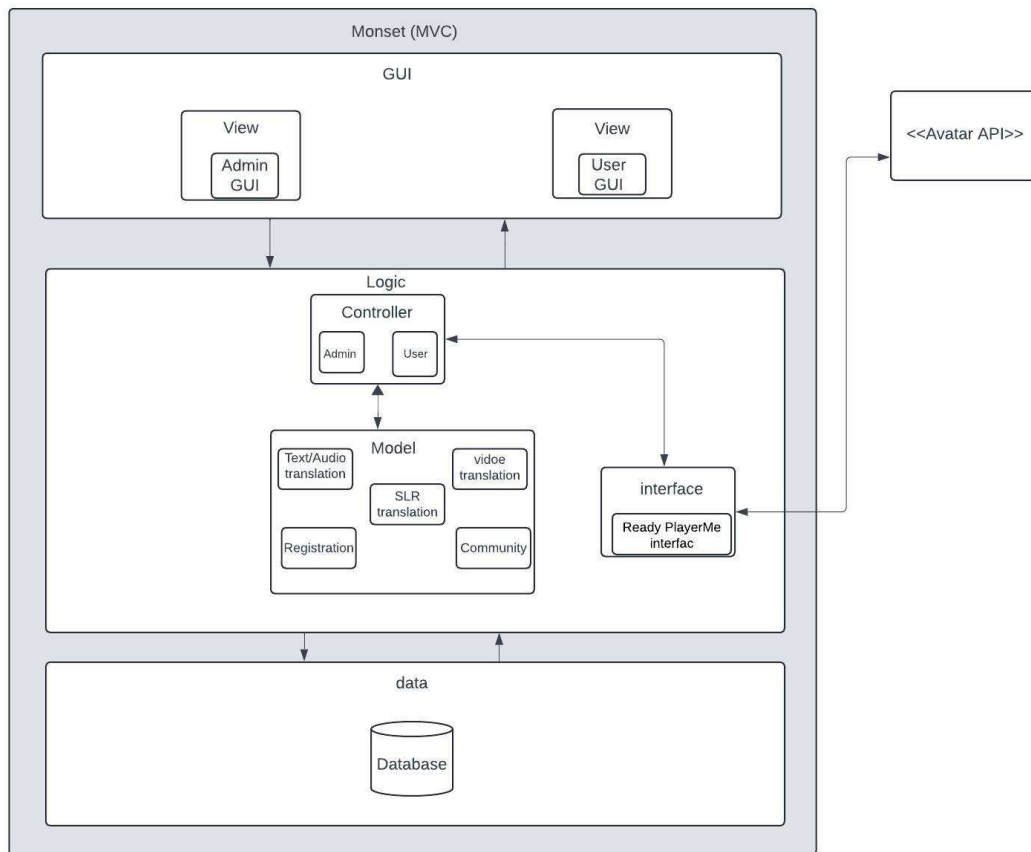 Monset (MVC)
GUI
View
Admin
GUI
View
User
GUI
<<Avatar API>>
Logic
Controller
Admin
User
Model
Text/Audio
translation
vidoe
translation
SLR
translation
Registration
Community
interface
Ready PlayerMe
interfac
data
Database